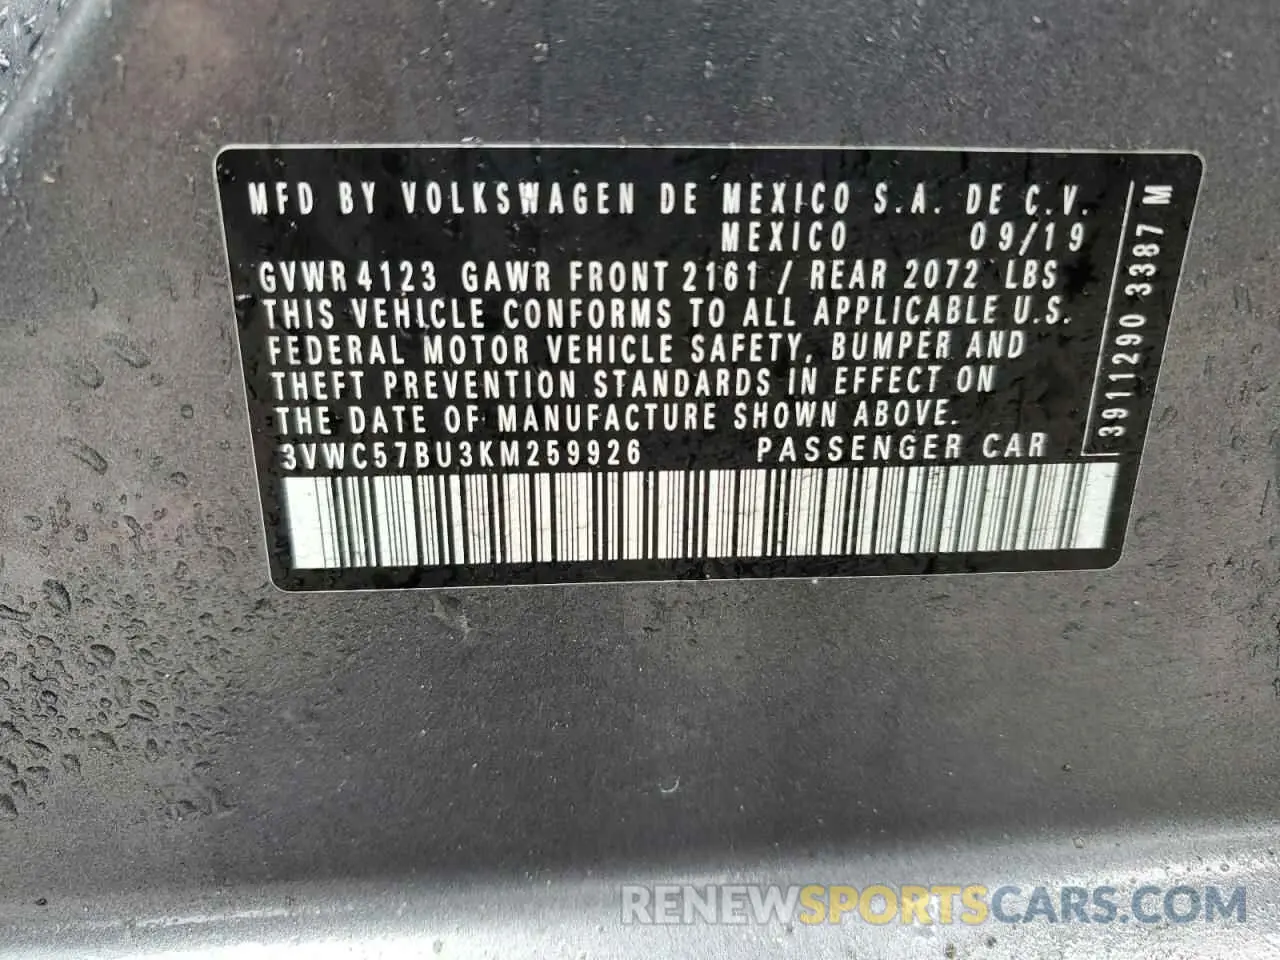 MFD BY VOLKSWAGEN DE MEXICO S.A. DE C.V.
MEXICO 09/19
GVWR 4123 GAWR FRONT 2161 / REAR 2072 LBS
THIS VEHICLE CONFORMS TO ALL APPLICABLE U.S.
FEDERAL MOTOR VEHICLE SAFETY, BUMPER AND
THEFT PREVENTION STANDARDS IN EFFECT ON
THE DATE OF MANUFACTURE SHOWN ABOVE.
3VWC57BU3KM259926 PASSENGER CAR
3911290 3387 M
RENEWSPORTSCARS.COM